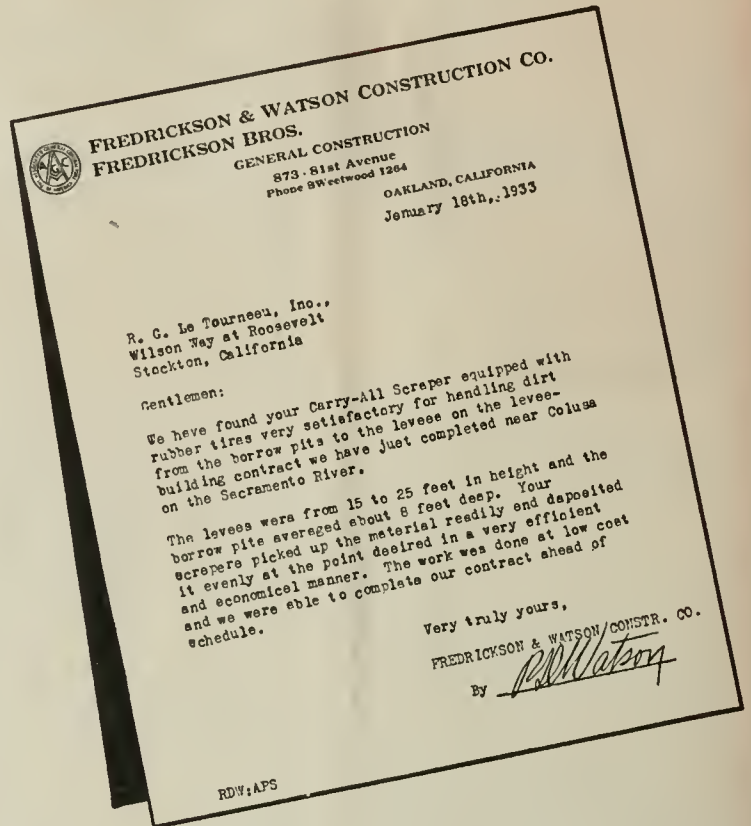 FREDRICKSON & WATSON CONSTRUCTION CO.
FREDRICKSON BROS.
GENERAL CONSTRUCTION
873 - 81st Avenue
Phone SWeetwood 1264
OAKLAND, CALIFORNIA
January 18th, 1933
R. G. Le Tourneau, Inc.,
Wilson Way at Roosevelt
Stockton, California
Gentlemen:
We have found your Carry-All Scraper equipped with
rubber tires very satisfactory for handling dirt
from the borrow pits to the levees on the levee-
building contract we have just completed near Colusa
on the Sacramento River.
The levees were from 15 to 25 feet in height and the
borrow pits averaged about 8 feet deep. Your
scrapers picked up the material readily and deposited
it evenly at the point desired in a very efficient
and economical manner. The work was done at low cost
and we were able to complete our contract ahead of
schedule.
Very truly yours,
FREDRICKSON & WATSON CONSTR. CO.
By RDWatson
RDW:APS